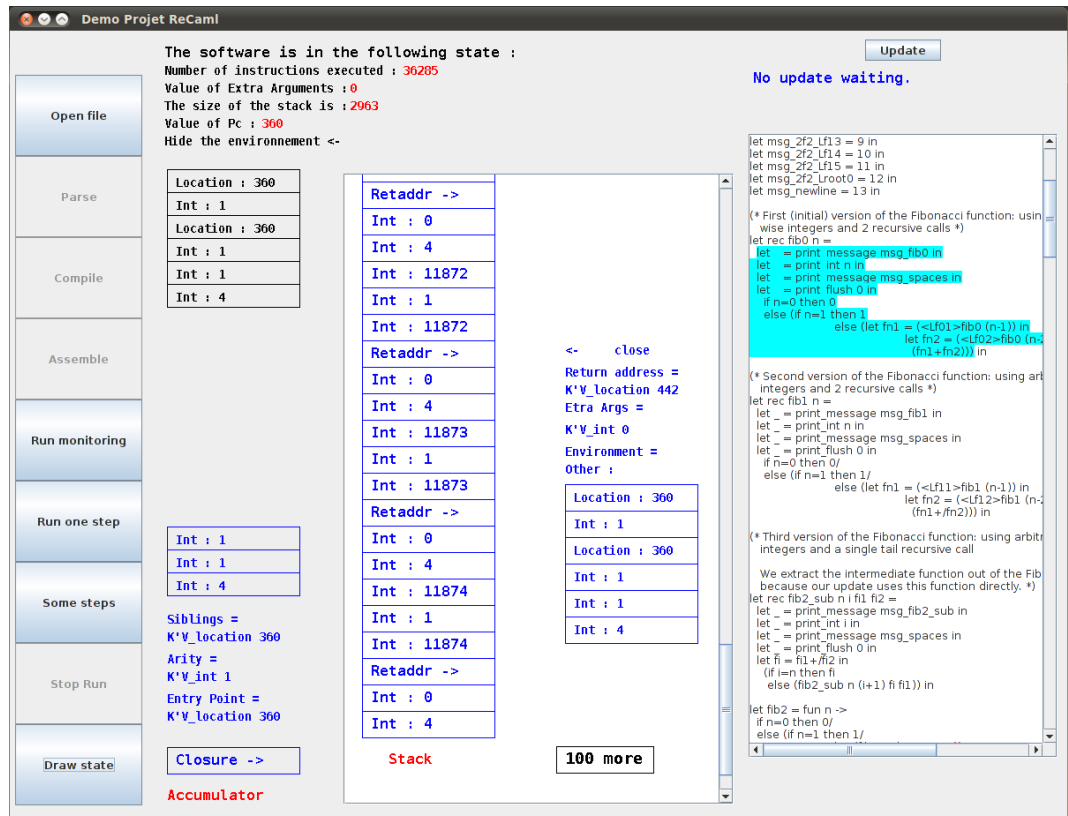 Demo Projet ReCaml
Open file
Parse
Compile
Assemble
Run monitoring
Run one step
Some steps
Stop Run
Draw state
The software is in the following state :
Number of instructions executed : 36285
Value of Extra Arguments :0
The size of the stack is :2963
Value of Pc : 360
Hide the environnement <-
Location : 360
Int : 1
Location : 360
Int : 1
Int : 1
Int : 4
Int : 1
Int : 1
Int : 4
Siblings =
K'V_location 360
Arity =
K'V_int 1
Entry Point =
K'V_location 360
Closure ->
Accumulator
Retaddr ->
Int : 0
Int : 4
Int : 11872
Int : 1
Int : 11872
Retaddr ->
Int : 0
Int : 4
Int : 11873
Int : 1
Int : 11873
Retaddr ->
Int : 0
Int : 4
Int : 11874
Int : 1
Int : 11874
Retaddr ->
Int : 0
Int : 4
Stack
<- close
Return address =
K'V_location 442
Etra Args =
K'V_int 0
Environment =
Other :
Location : 360
Int : 1
Location : 360
Int : 1
Int : 1
Int : 4
100 more
Update
No update waiting.
let msg_2f2_Lf13 = 9 in
let msg_2f2_Lf14 = 10 in
let msg_2f2_Lf15 = 11 in
let msg_2f2_Lroot0 = 12 in
let msg_newline = 13 in
(* First (initial) version of the Fibonacci function: usin
wise integers and 2 recursive calls *)
let rec fib0 n =
let _ = print_message msg_fib0 in
let _ = print_int n in
let _ = print_message msg_spaces in
let _ = print_flush 0 in
if n=0 then 0
else (if n=1 then 1
else (let fn1 = (<Lf01>fib0 (n-1)) in
let fn2 = (<Lf02>fib0 (n-2
(fn1+fn2))) in
(* Second version of the Fibonacci function: using arl
integers and 2 recursive calls *)
let rec fib1 n =
let _ = print_message msg_fib1 in
let _ = print_int n in
let _ = print_message msg_spaces in
let _ = print_flush 0 in
if n=0 then 0/
else (if n=1 then 1/
else (let fn1 = (<Lf11>fib1 (n-1)) in
let fn2 = (<Lf12>fib1 (n-2
(fn1+/fn2))) in
(* Third version of the Fibonacci function: using arbitr
integers and a single tail recursive call
We extract the intermediate function out of the Fib
because our update uses this function directly. *)
let rec fib2_sub n i fi1 fi2 =
let _ = print_message msg_fib2_sub in
let _ = print_int i in
let _ = print_message msg_spaces in
let _ = print_flush 0 in
let fi = fi1+/fi2 in
(if i=n then fi
else (fib2_sub n (i+1) fi fi1)) in
let fib2 = fun n ->
if n=0 then 0/
else (if n=1 then 1/